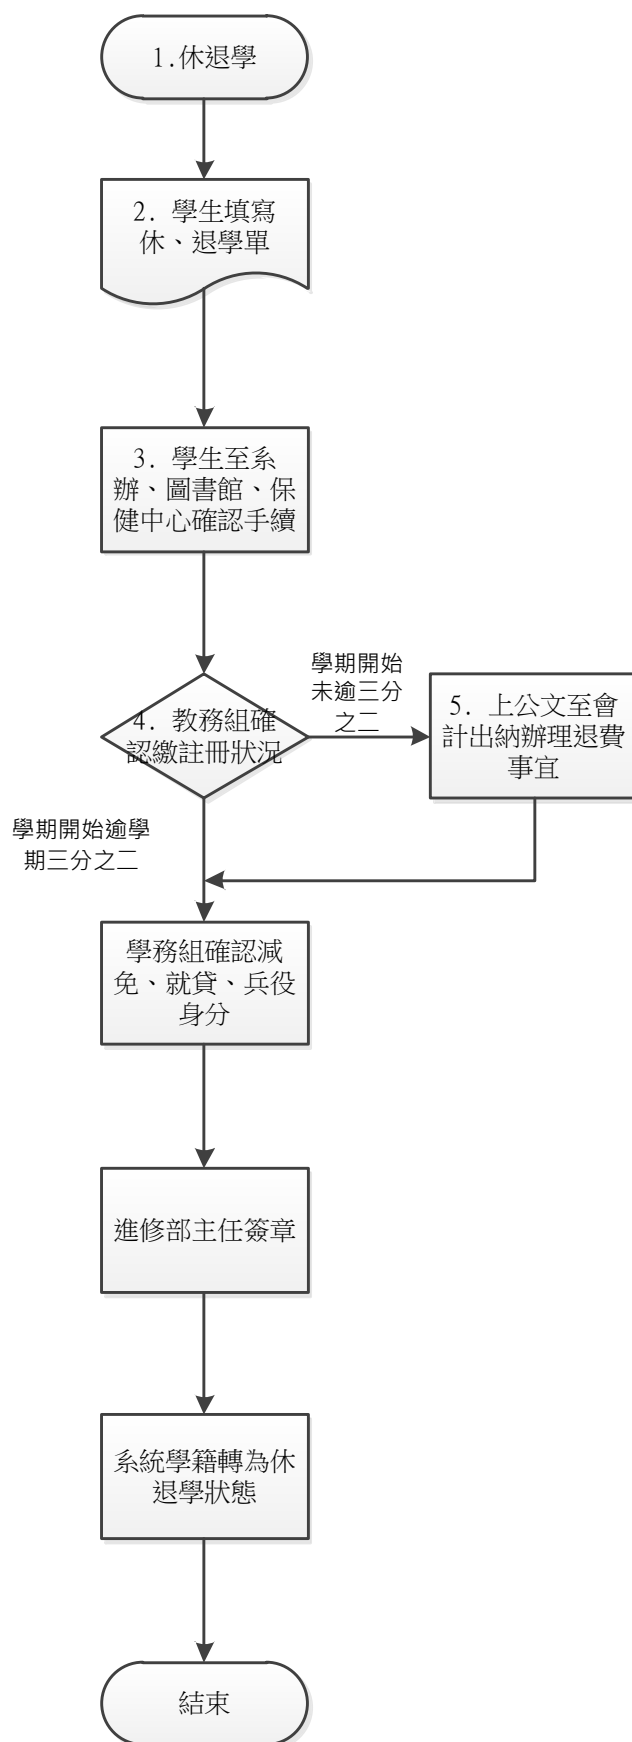 1.休退學
2. 學生填寫
休、退學單
3. 學生至系
辦、圖書館、保
健中心確認手續
4. 教務組確
認繳註冊狀況
學期開始
未逾三分
之二
5. 上公文至會
計出納辦理退費
事宜
學期開始逾學
期三分之二
學務組確認減
免、就貸、兵役
身分
進修部主任簽章
系統學籍轉為休
退學狀態
結束